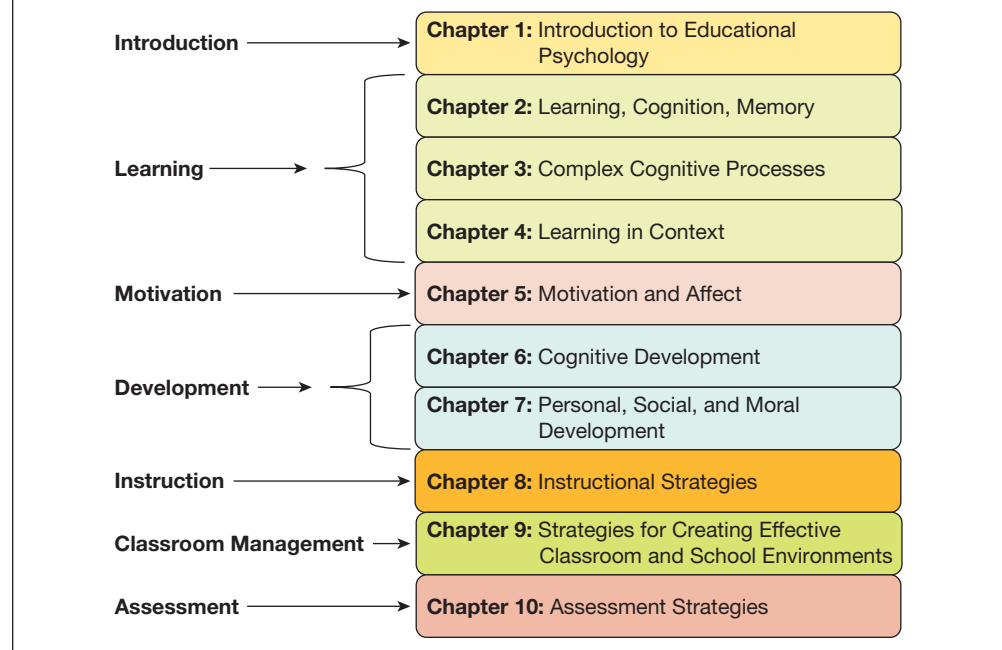 Introduction
Chapter 1: Introduction to Educational
Psychology
Chapter 2: Learning, Cognition, Memory
Learning
Chapter 3: Complex Cognitive Processes
Chapter 4: Learning in Context
Motivation
Chapter 5: Motivation and Affect
Chapter 6: Cognitive Development
Development
Chapter 7: Personal, Social, and Moral
Development
Instruction
Chapter 8: Instructional Strategies
Classroom Management
Chapter 9: Strategies for Creating Effective
Classroom and School Environments
Assessment
Chapter 10: Assessment Strategies